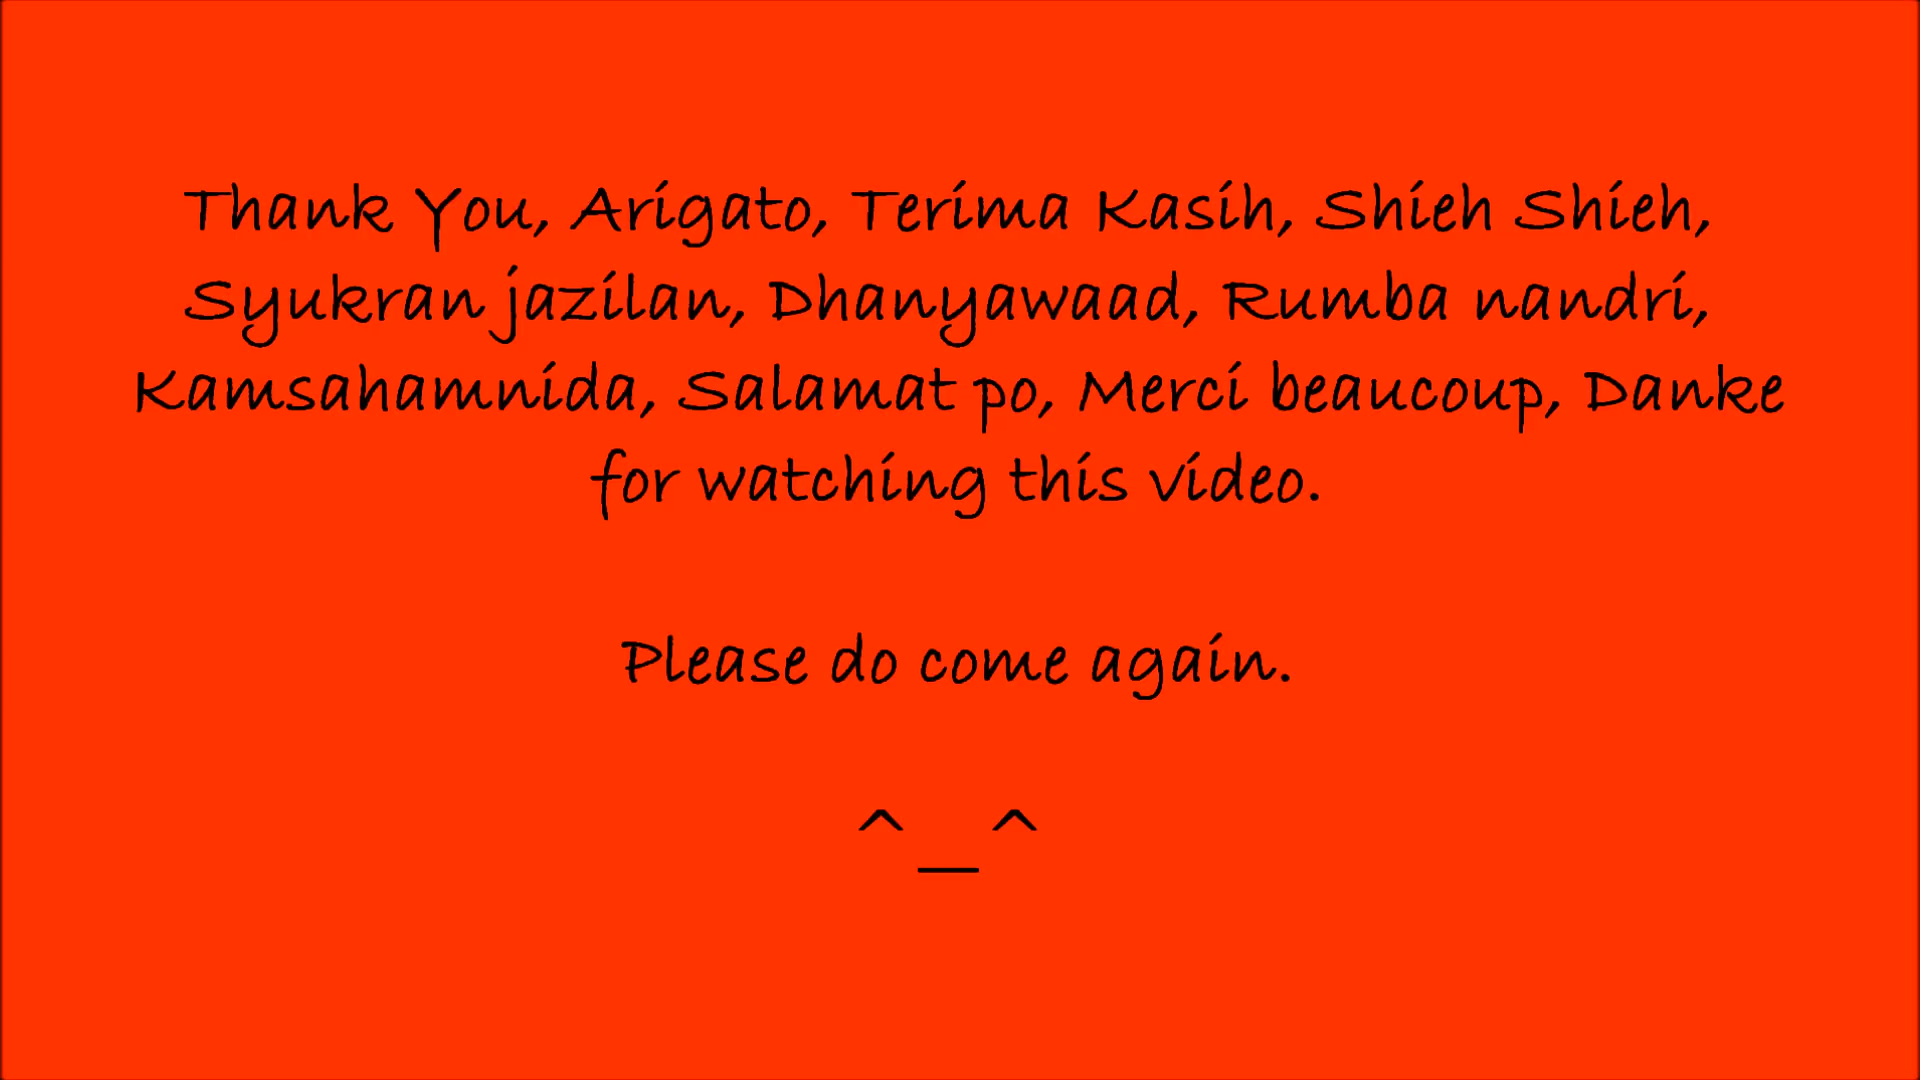 Thank You, Arigato, Terima Kasih, Shieh Shieh,
Syukran jazilan, Dhanyawaad, Rumba nandri,
Kamsahamnida, Salamat po, Merci beaucoup, Danke
for watching this video.
Please do come again.
^_^